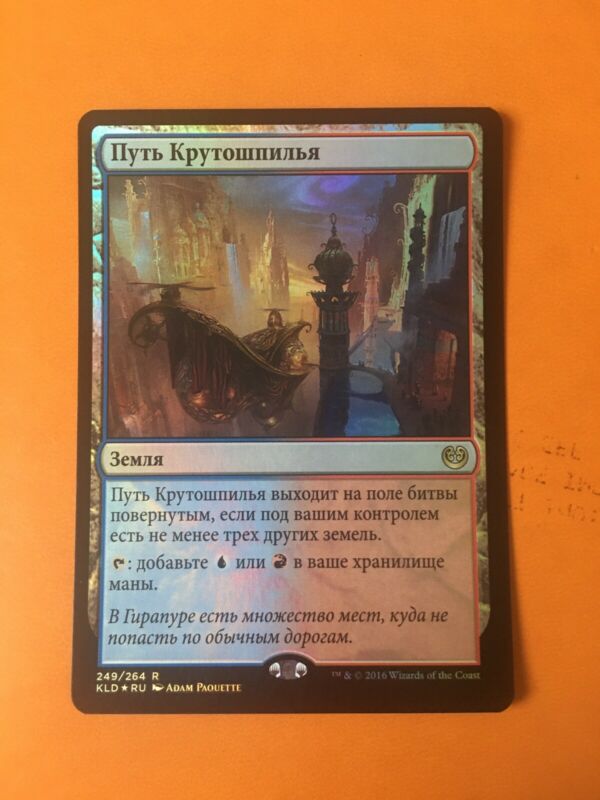 Путь Крутошпилья
Земля
Путь Крутошпилья выходит на поле битвы
повернутым, если под вашим контролем
есть не менее трех других земель.
: добавьте или в ваше хранилище
маны.
В Гирапуре есть множество мест, куда не
попасть по обычным дорогам.
249/264 R
KLD★RU Adam Paquette
™ & © 2016 Wizards of the Coast